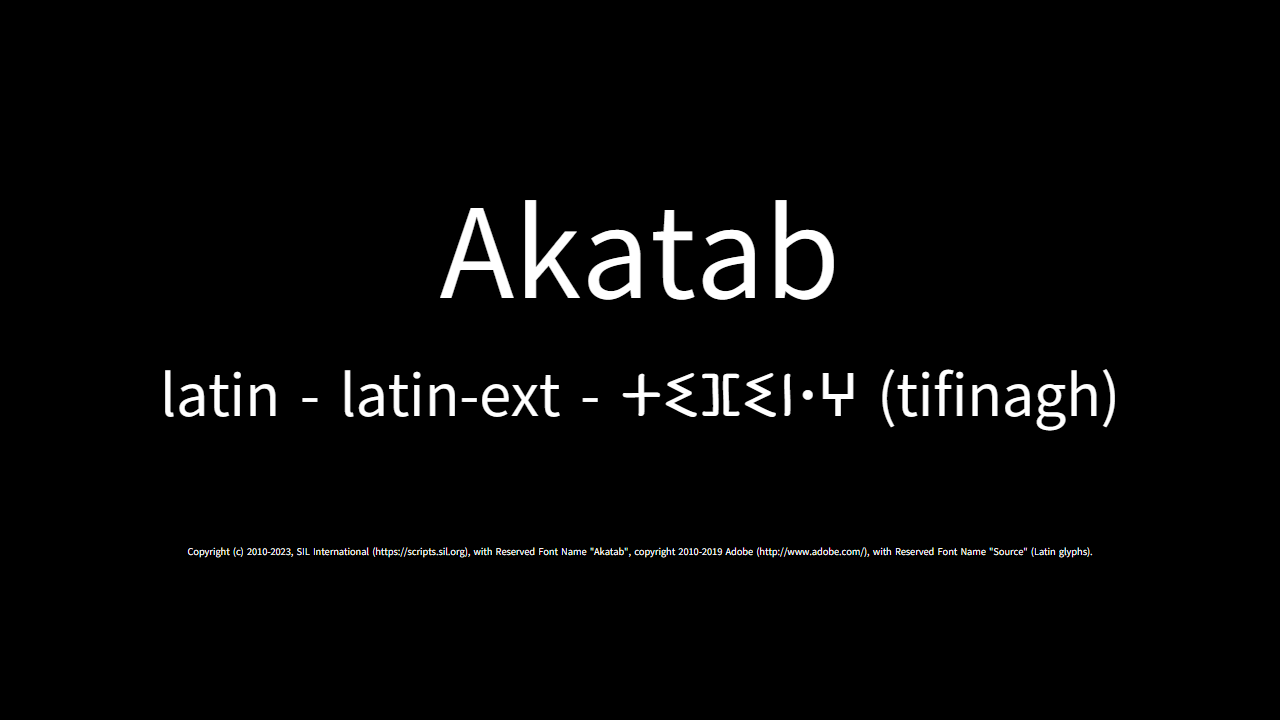 Akatab
latin - latin-ext - ⵜⵉⴼⵉⵏⴰⵖ (tifinagh)
Copyright (c) 2010-2023, SIL International (https://scripts.sil.org), with Reserved Font Name "Akatab", copyright 2010-2019 Adobe (http://www.adobe.com/), with Reserved Font Name "Source" (Latin glyphs).